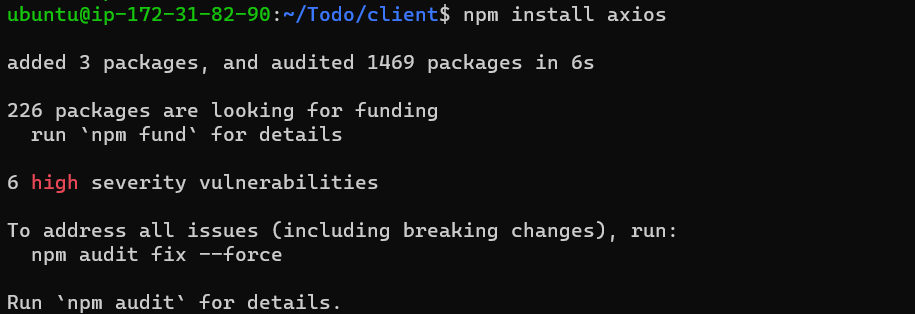 ubuntu@ip-172-31-82-90:~/Todo/client$ npm install axios
added 3 packages, and audited 1469 packages in 6s
226 packages are looking for funding
  run `npm fund` for details
6 high severity vulnerabilities
To address all issues (including breaking changes), run:
  npm audit fix --force
Run `npm audit` for details.